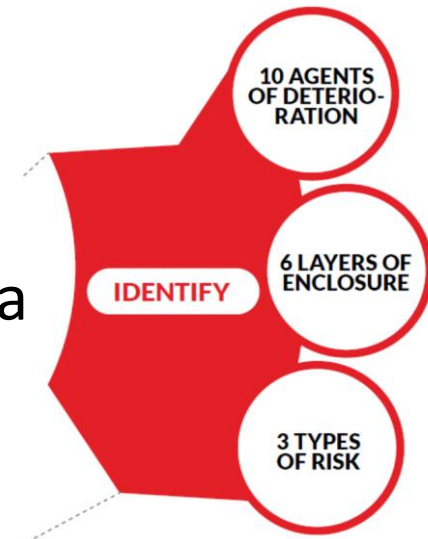 10 AGENTS
OF DETERIO-
RATION
a
IDENTIFY
6 LAYERS OF
ENCLOSURE
3 TYPES
OF RISK